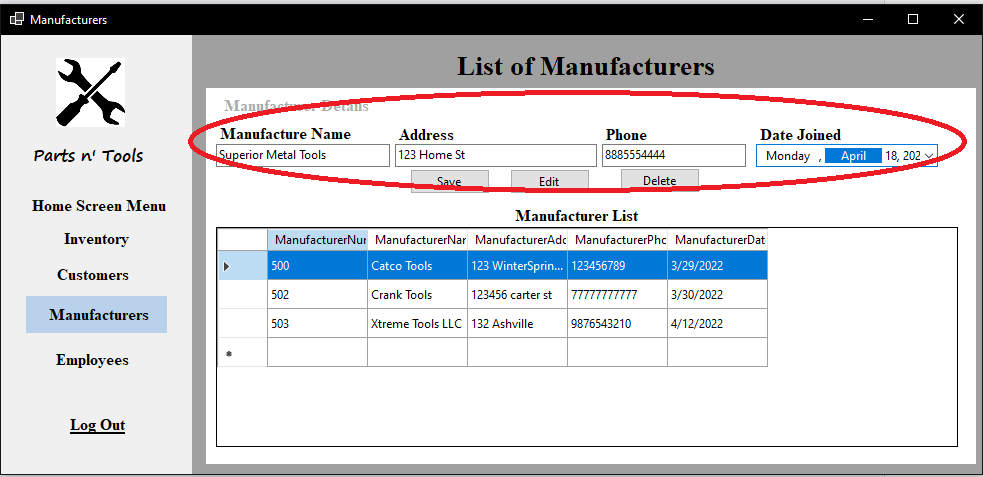 Manufacturers
List of Manufacturers
Parts n' Tools
Home Screen Menu
Inventory
Customers
Manufacturers
Employees
Log Out
Manufacturer Details
Manufacture Name Address Phone Date Joined
Superior Metal Tools 123 Home St 8885554444 Monday , April 18, 202
Save Edit Delete
Manufacturer List
ManufacturerNur ManufacturerNar ManufacturerAdd ManufacturerPho ManufacturerDat
500 Catco Tools 123 WinterSprin... 123456789 3/29/2022
502 Crank Tools 123456 carter st 77777777777 3/30/2022
503 Xtreme Tools LLC 132 Ashville 9876543210 4/12/2022